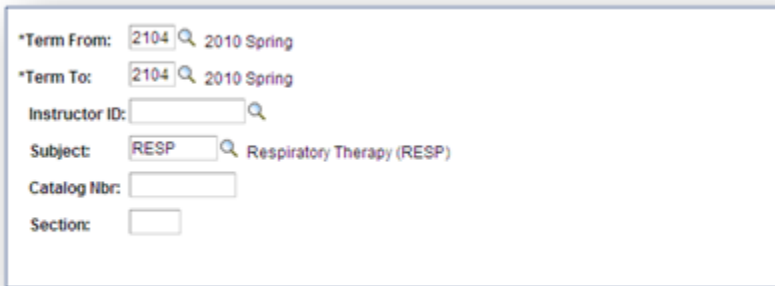 *Term From: 2104 2010 Spring
*Term To: 2104 2010 Spring
Instructor ID:
Subject: RESP Respiratory Therapy (RESP)
Catalog Nbr:
Section: